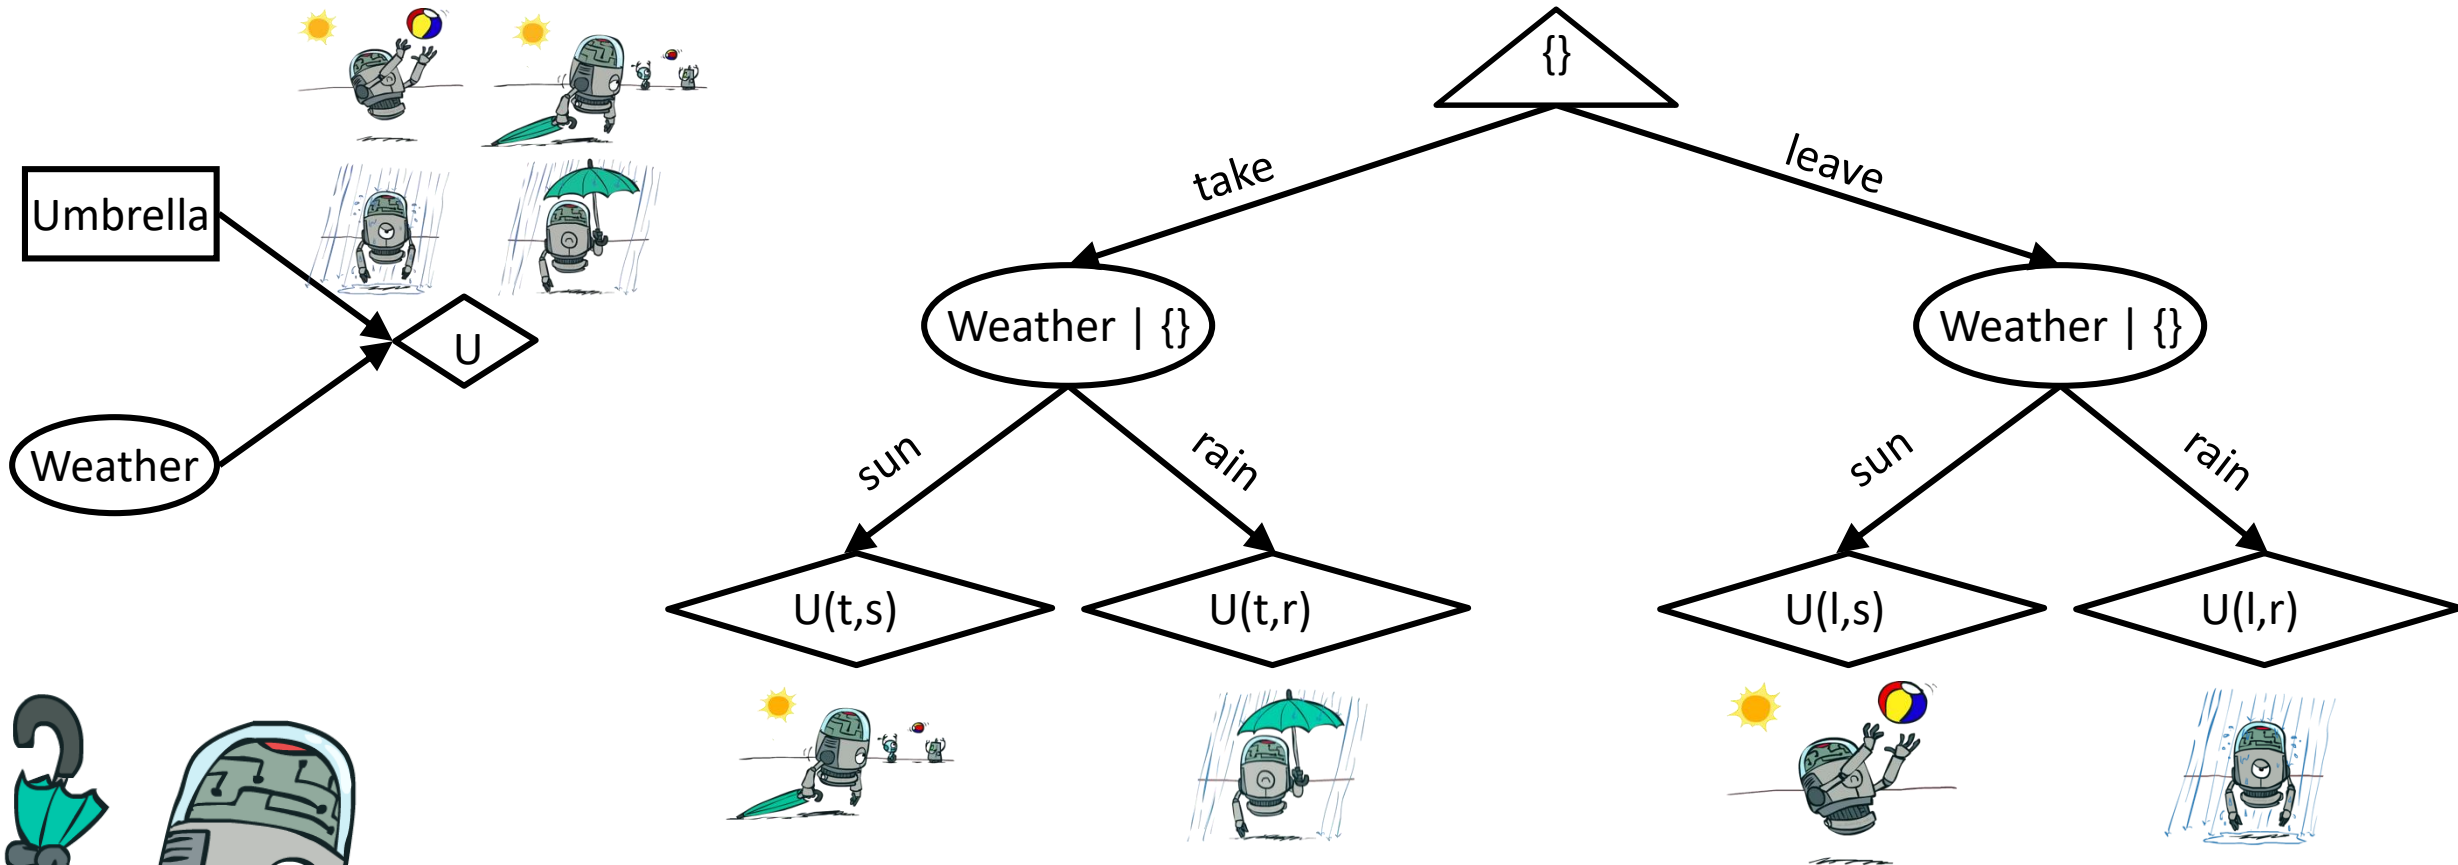 Umbrella
U
Weather
{}
take
leave
Weather | {}
Weather | {}
sun
rain
sun
rain
U(t,s)
U(t,r)
U(l,s)
U(l,r)